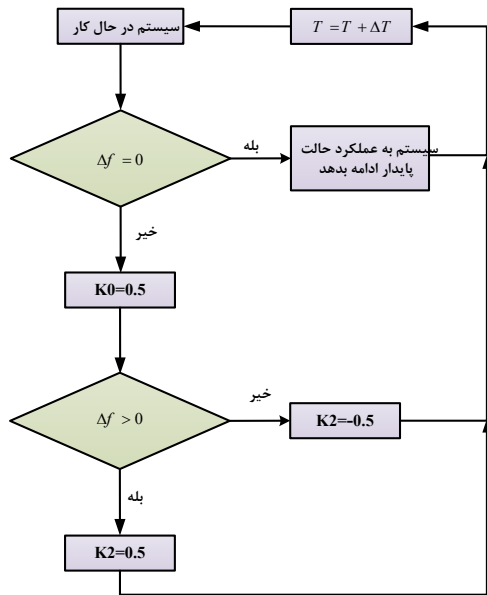 سیستم در حال کار
T = T + ΔT
Δf = 0
بله
سیستم به عملکرد حالت
پایدار ادامه بدهد
خیر
K0=0.5
Δf > 0
خیر
K2=-0.5
بله
K2=0.5